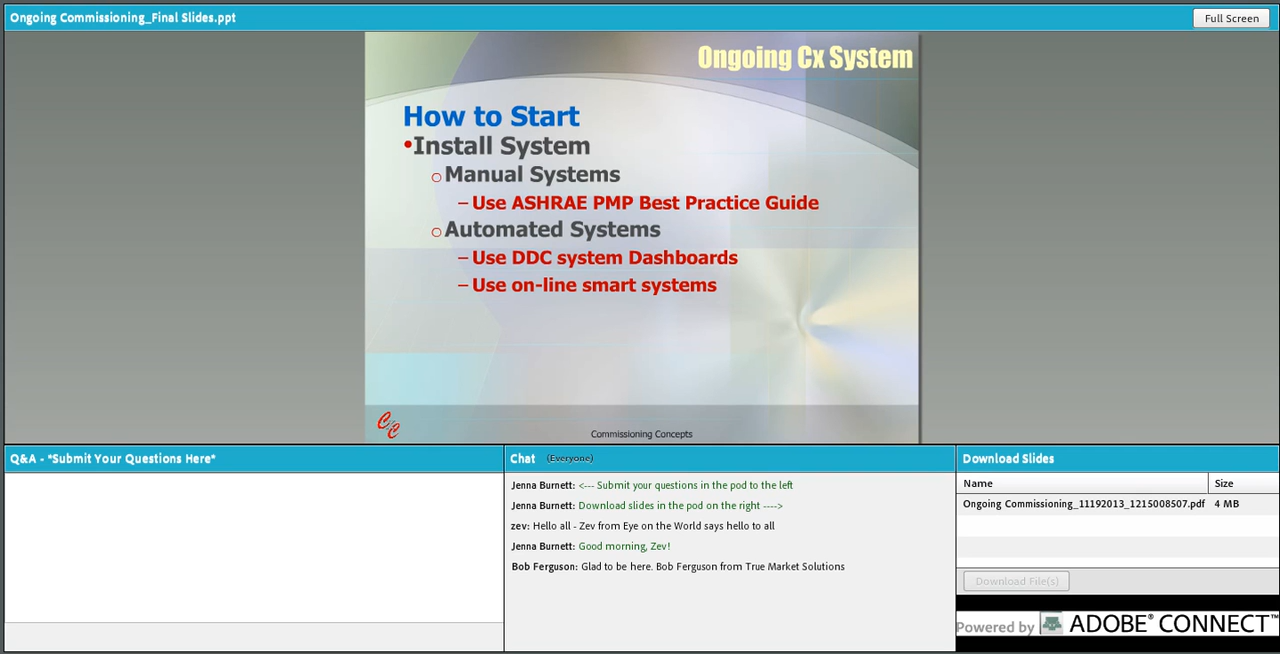 Ongoing Commissioning_Final Slides.ppt
Full Screen
Ongoing Cx System
How to Start
•Install System
○Manual Systems
–Use ASHRAE PMP Best Practice Guide
○Automated Systems
–Use DDC system Dashboards
–Use on-line smart systems
CxC
Commissioning Concepts
Q&A - *Submit Your Questions Here*
Chat (Everyone)
Jenna Burnett: <--- Submit your questions in the pod to the left
Jenna Burnett: Download slides in the pod on the right ---->
zev: Hello all - Zev from Eye on the World says hello to all
Jenna Burnett: Good morning, Zev!
Bob Ferguson: Glad to be here. Bob Ferguson from True Market Solutions
Download Slides
Name Size
Ongoing Commissioning_11192013_1215008507.pdf 4 MB
Download File(s)
Powered by ADOBE® CONNECT™